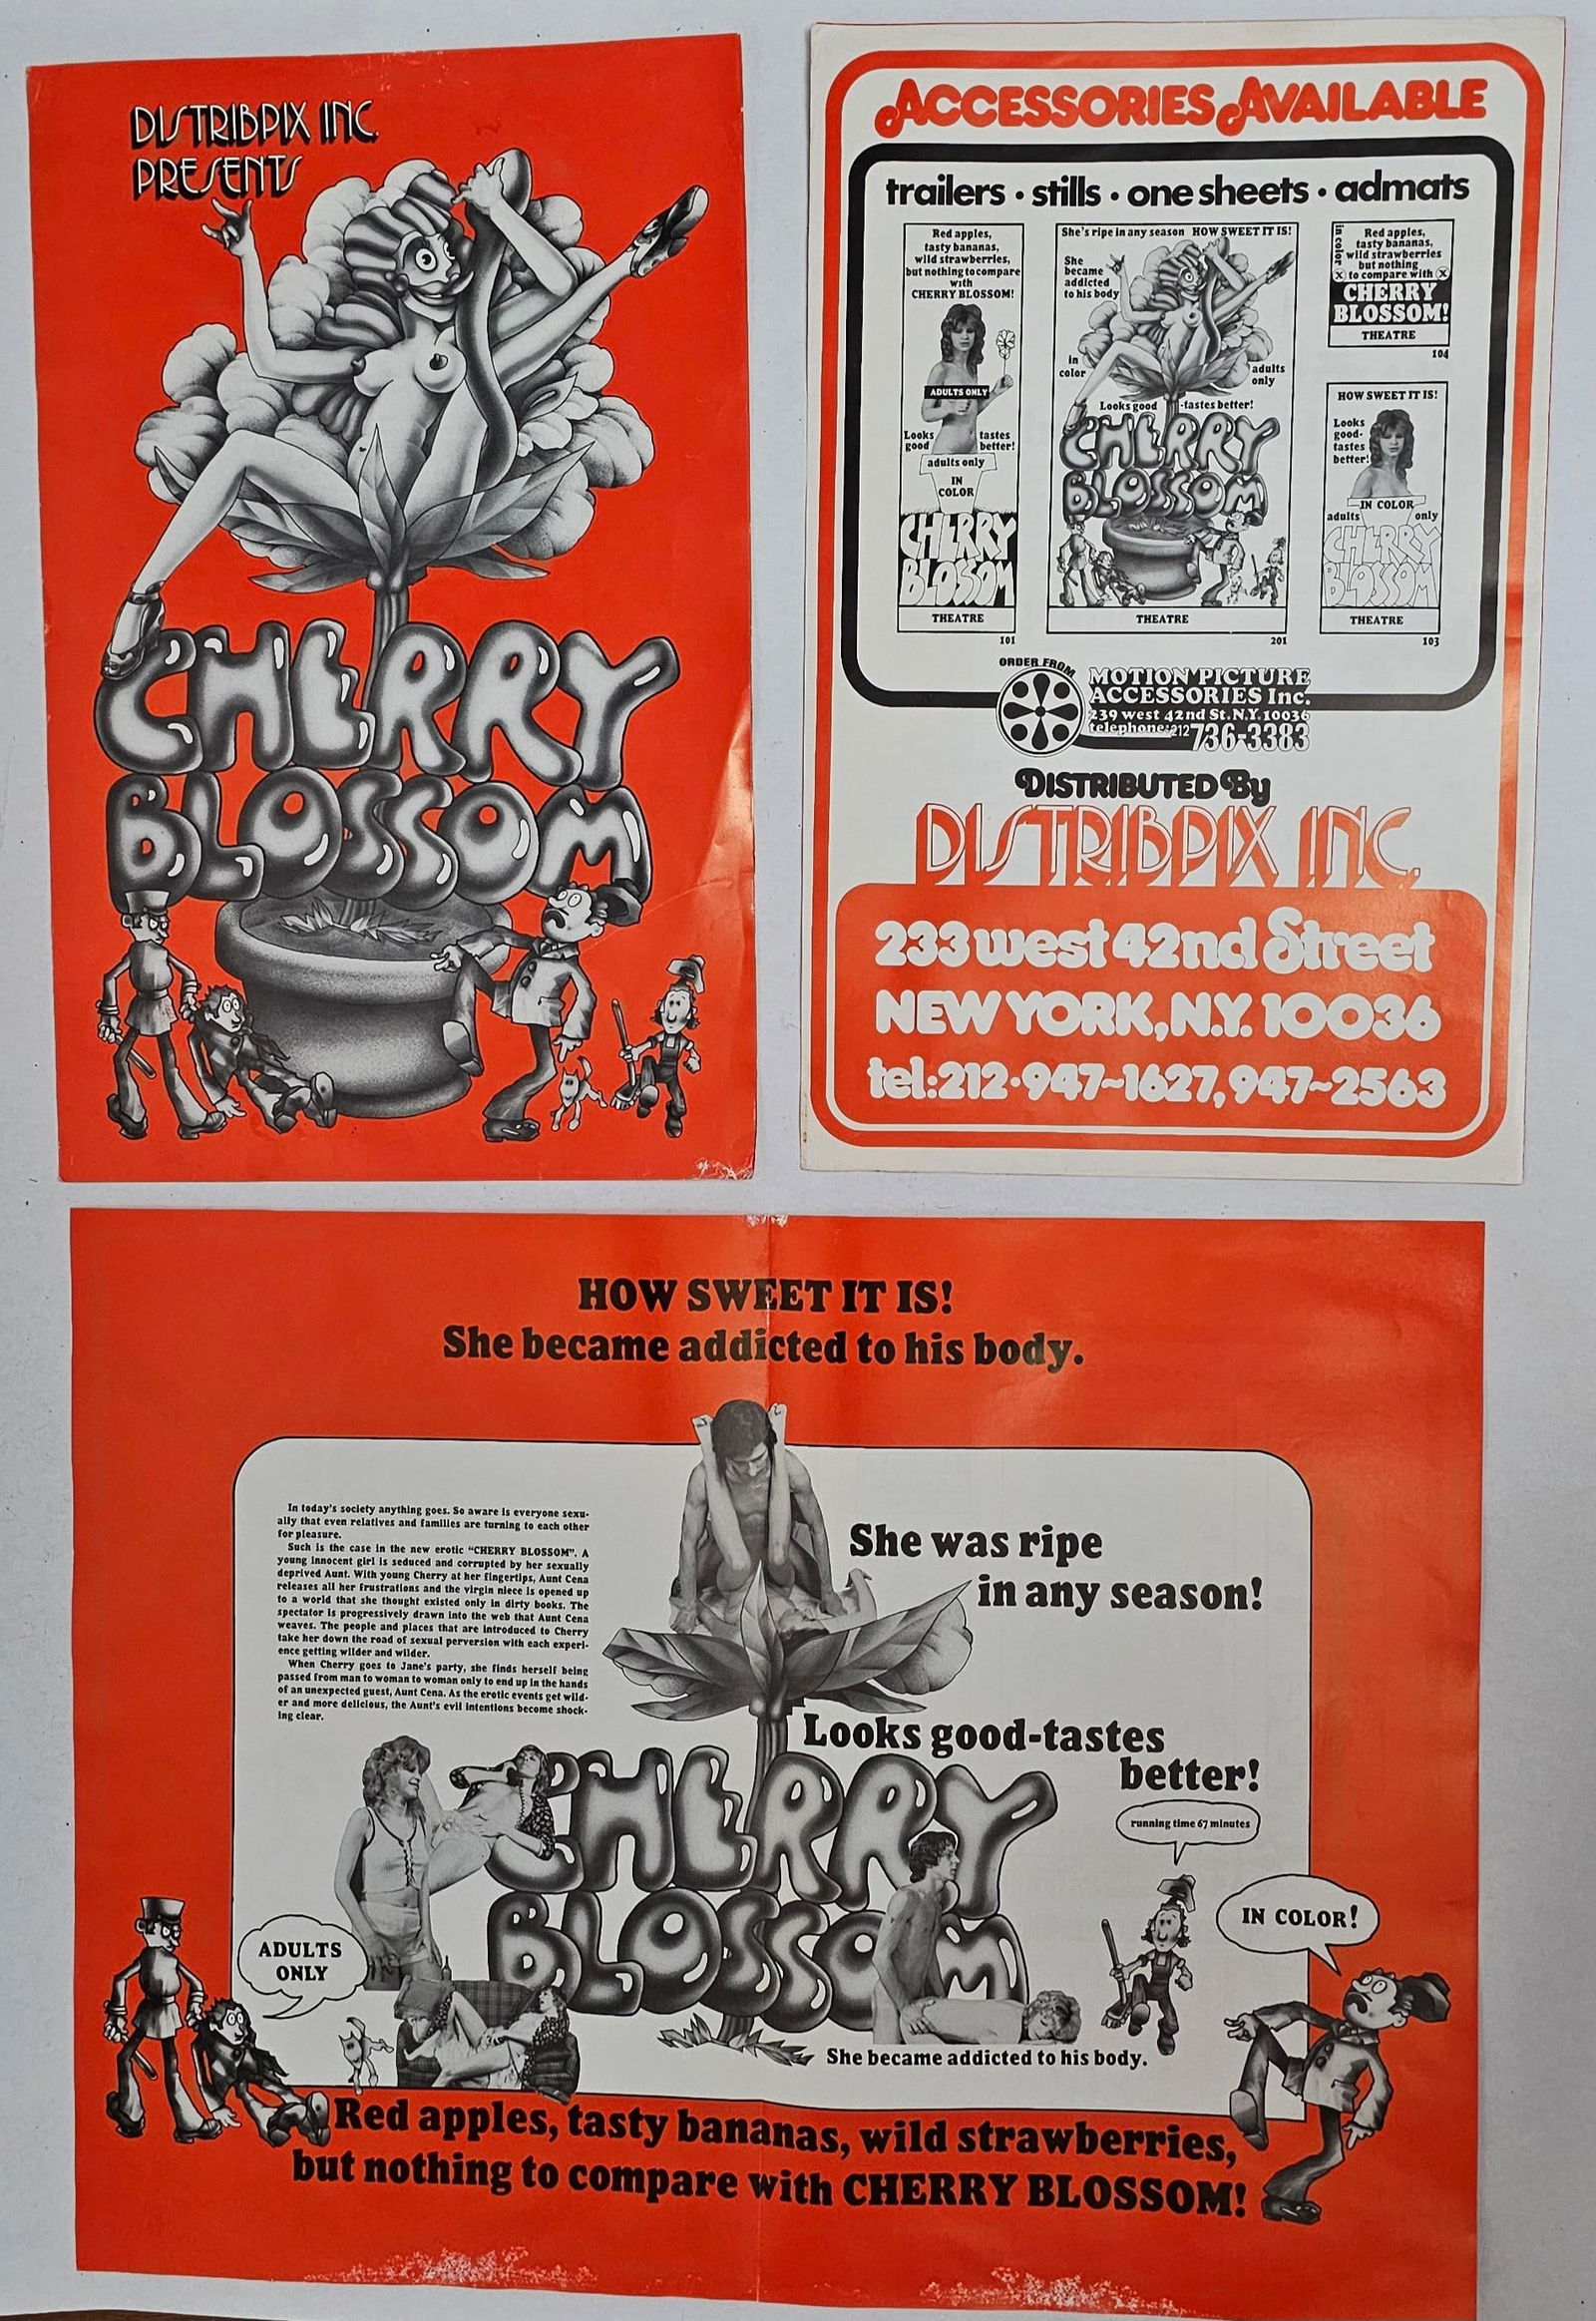 DISTRIBPIX INC.
PRESENTS
CHERRY
BLOSSOM
ACCESSORIES AVAILABLE
trailers · stills · one sheets · admats
Red apples,
tasty bananas,
wild strawberries,
but nothing to compare
with
CHERRY BLOSSOM!
ADULTS ONLY
Looks
good
tastes
better!
adults only
IN
COLOR
CHERRY
BLOSSOM
THEATRE
101
She's ripe in any season HOW SWEET IT IS!
She
became
addicted
to his body
in
color
adults
only
Looks good -tastes better!
CHERRY
BLOSSOM
THEATRE
201
in color
Red apples,
tasty bananas,
wild strawberries
but nothing
X to compare with X
CHERRY
BLOSSOM!
THEATRE
104
HOW SWEET IT IS!
Looks
good-
tastes
better!
IN COLOR
adults only
CHERRY
BLOSSOM
THEATRE
103
ORDER FROM
MOTION PICTURE
ACCESSORIES Inc.
239 west 42nd St. N.Y. 10036
telephone: 212 736-3383
DISTRIBUTED By
DISTRIBPIX INC.
233 west 42nd Street
NEW YORK, N.Y. 10036
tel: 212·947~1627, 947~2563
HOW SWEET IT IS!
She became addicted to his body.
In today's society anything goes. So aware is everyone sexu-
ally that even relatives and families are turning to each other
for pleasure.
Such is the case in the new erotic "CHERRY BLOSSOM". A
young innocent girl is seduced and corrupted by her sexually
deprived Aunt. With young Cherry at her fingertips, Aunt Cena
releases all her frustrations and the virgin niece is opened up
to a world that she thought existed only in dirty books. The
spectator is progressively drawn into the web that Aunt Cena
weaves. The people and places that are introduced to Cherry
take her down the road of sexual perversion with each experi-
ence getting wilder and wilder.
When Cherry goes to Jane's party, she finds herself being
passed from man to woman to woman only to end up in the hands
of an unexpected guest, Aunt Cena. As the erotic events get wild-
er and more delicious, the Aunt's evil intentions become shock-
ing clear.
She was ripe
in any season!
Looks good-tastes
better!
CHERRY
BLOSSOM
running time 67 minutes
IN COLOR!
ADULTS
ONLY
She became addicted to his body.
Red apples, tasty bananas, wild strawberries,
but nothing to compare with CHERRY BLOSSOM!